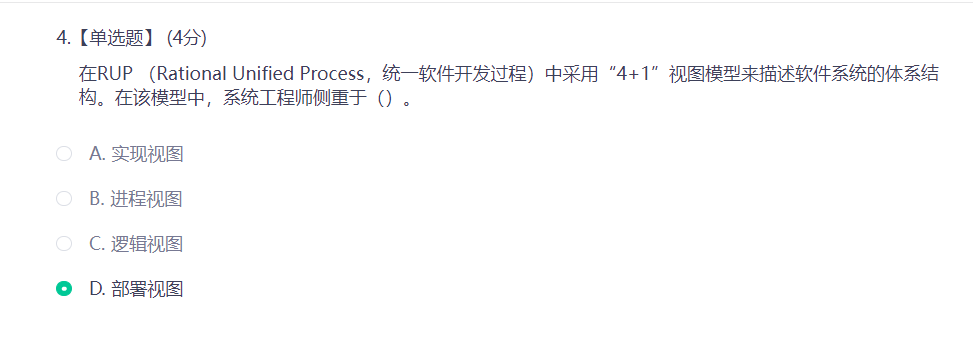 4.【单选题】 (4分)
在RUP （Rational Unified Process，统一软件开发过程）中采用“4+1”视图模型来描述软件系统的体系结
构。在该模型中，系统工程师侧重于（）。
A. 实现视图
B. 进程视图
C. 逻辑视图
D. 部署视图